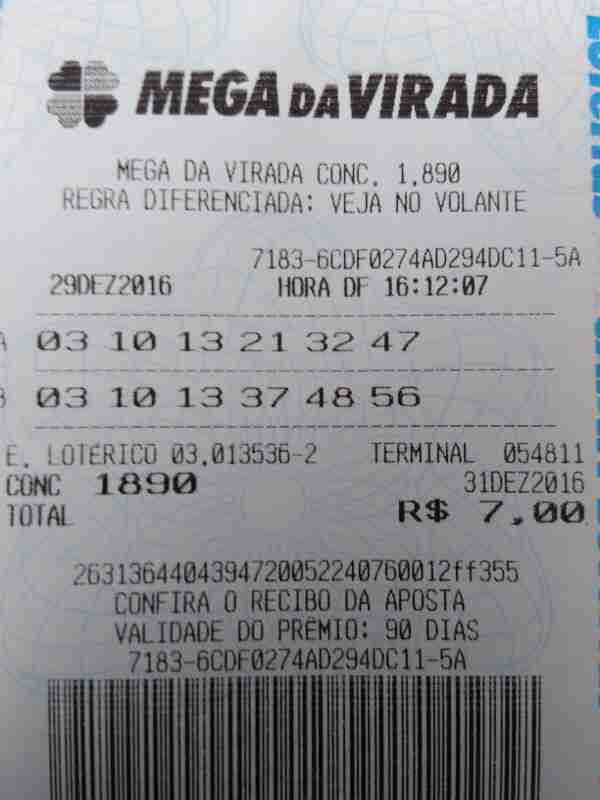 MEGA DA VIRADA
MEGA DA VIRADA CONC. 1.890
REGRA DIFERENCIADA: VEJA NO VOLANTE
7183-6CDF0274AD294DC11-5A
29DEZ2016 HORA DF 16:12:07
A 03 10 13 21 32 47
B 03 10 13 37 48 56
E. LOTÉRICO 03.013536-2 TERMINAL 054811
CONC 1890 31DEZ2016
TOTAL R$ 7,00
2631364404394720052240760012ff355
CONFIRA O RECIBO DA APOSTA
VALIDADE DO PRÊMIO: 90 DIAS
7183-6CDF0274AD294DC11-5A